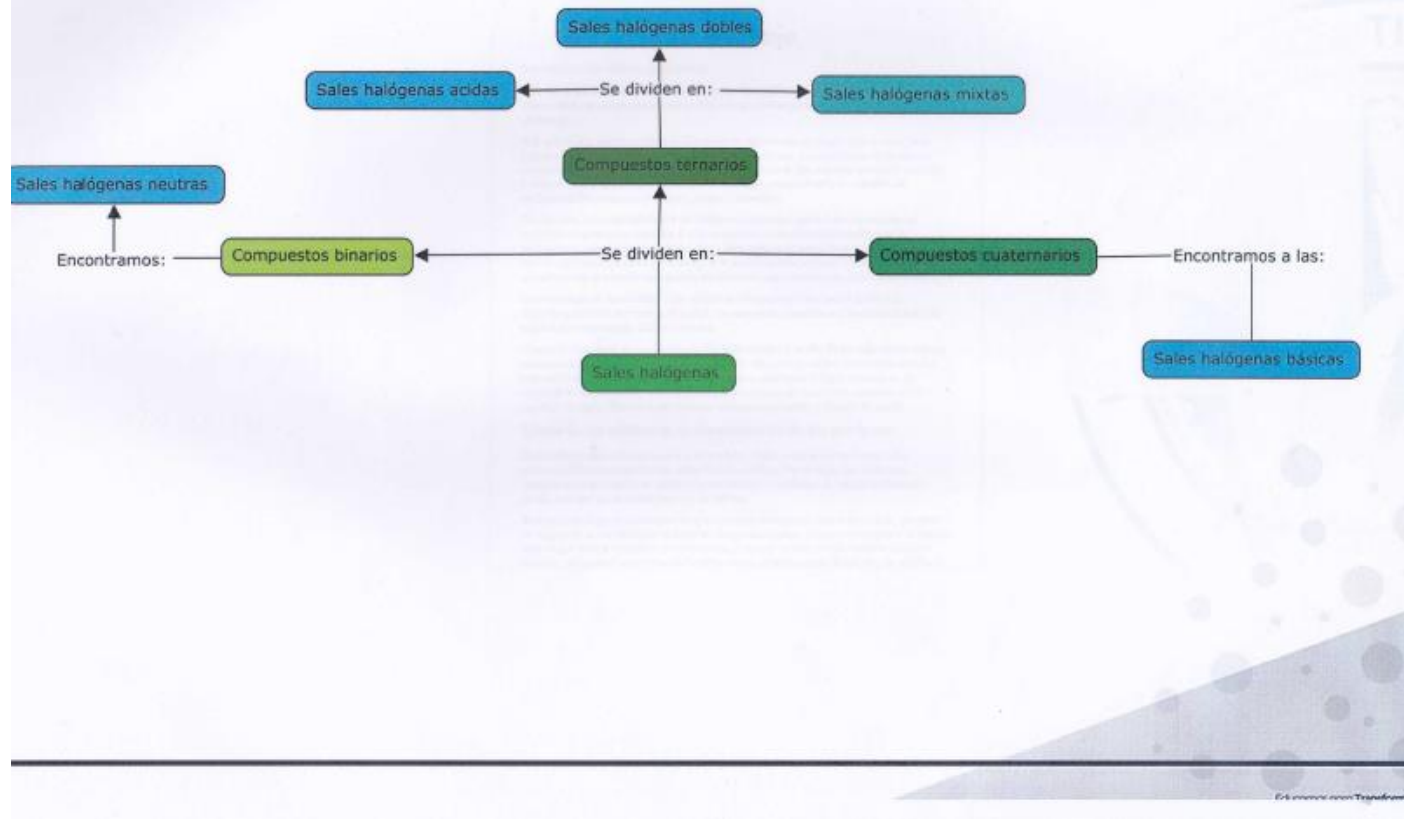 Sales halógenas dobles
Sales halógenas acidas
Se dividen en:
Sales halógenas mixtas
Compuestos ternarios
Sales halógenas neutras
Encontramos:
Compuestos binarios
Se dividen en:
Compuestos cuaternarios
Encontramos a las:
Sales halógenas
Sales halógenas básicas